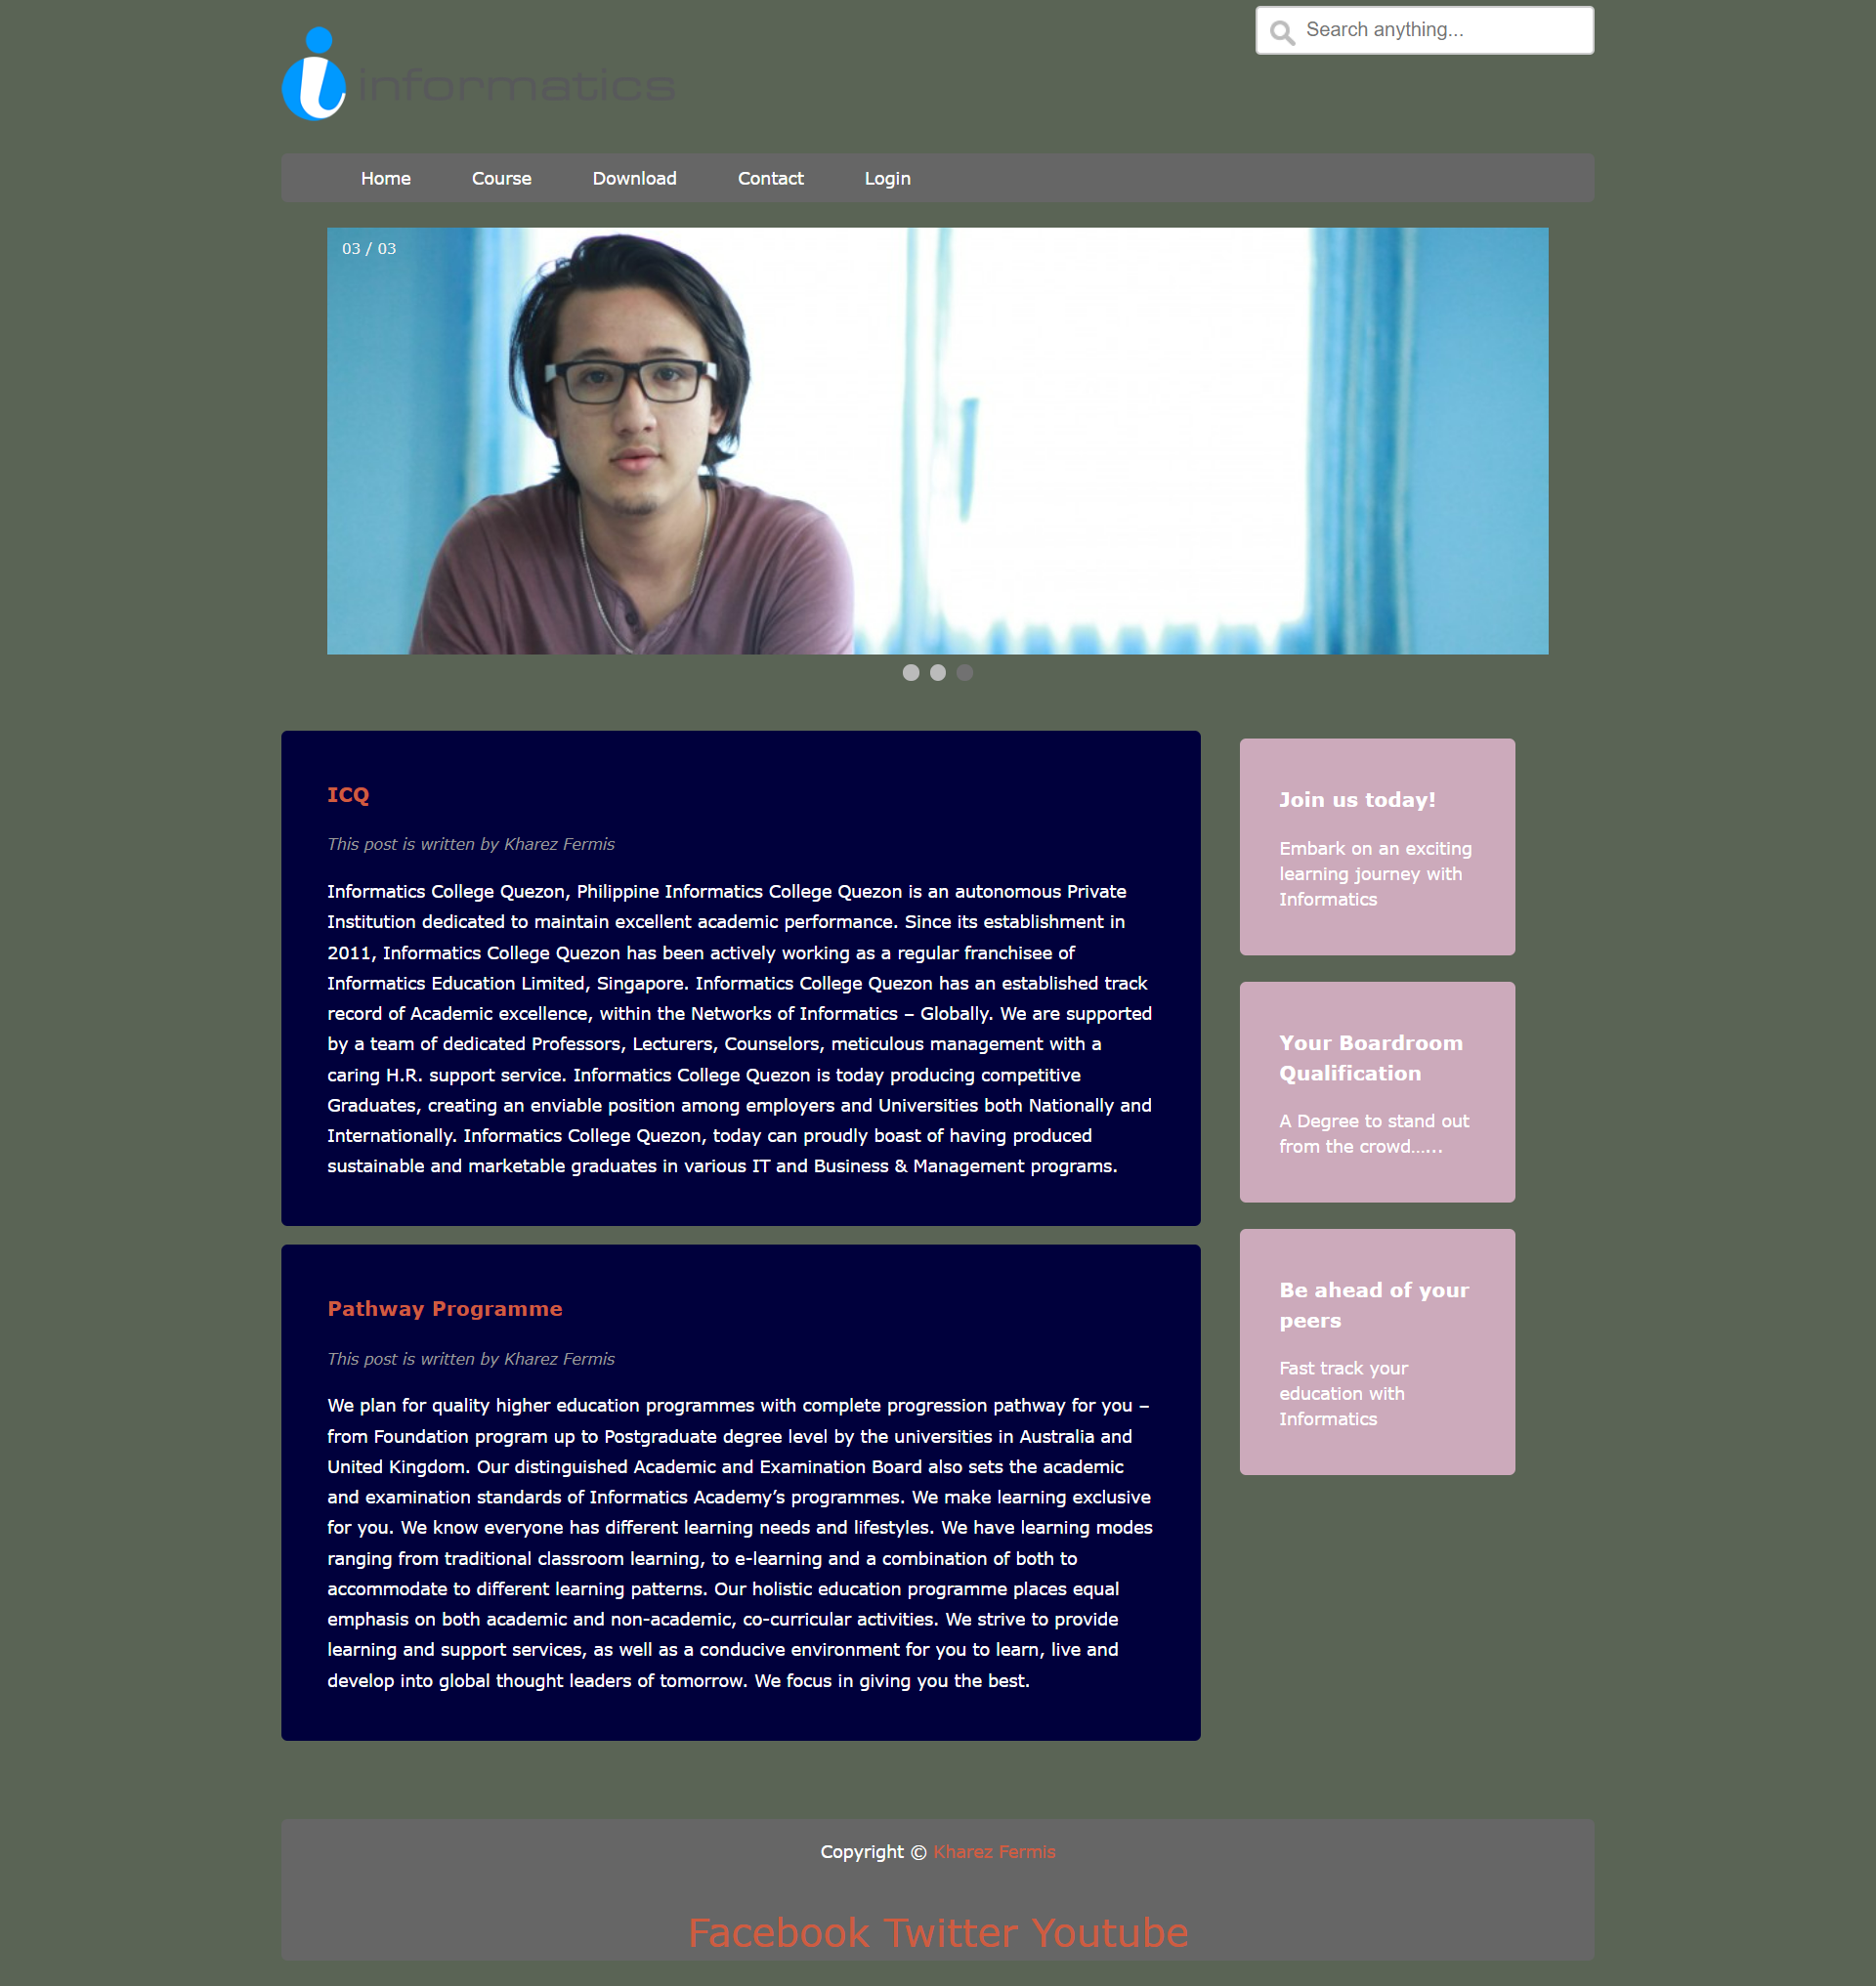 Search anything...
informatics
Home Course Download Contact Login
03 / 03
ICQ
This post is written by Kharez Fermis
Informatics College Quezon, Philippine Informatics College Quezon is an autonomous Private
Institution dedicated to maintain excellent academic performance. Since its establishment in
2011, Informatics College Quezon has been actively working as a regular franchisee of
Informatics Education Limited, Singapore. Informatics College Quezon has an established track
record of Academic excellence, within the Networks of Informatics – Globally. We are supported
by a team of dedicated Professors, Lecturers, Counselors, meticulous management with a
caring H.R. support service. Informatics College Quezon is today producing competitive
Graduates, creating an enviable position among employers and Universities both Nationally and
Internationally. Informatics College Quezon, today can proudly boast of having produced
sustainable and marketable graduates in various IT and Business & Management programs.
Pathway Programme
This post is written by Kharez Fermis
We plan for quality higher education programmes with complete progression pathway for you –
from Foundation program up to Postgraduate degree level by the universities in Australia and
United Kingdom. Our distinguished Academic and Examination Board also sets the academic
and examination standards of Informatics Academy’s programmes. We make learning exclusive
for you. We know everyone has different learning needs and lifestyles. We have learning modes
ranging from traditional classroom learning, to e-learning and a combination of both to
accommodate to different learning patterns. Our holistic education programme places equal
emphasis on both academic and non-academic, co-curricular activities. We strive to provide
learning and support services, as well as a conducive environment for you to learn, live and
develop into global thought leaders of tomorrow. We focus in giving you the best.
Join us today!
Embark on an exciting
learning journey with
Informatics
Your Boardroom
Qualification
A Degree to stand out
from the crowd…...
Be ahead of your
peers
Fast track your
education with
Informatics
Copyright © Kharez Fermis
Facebook Twitter Youtube